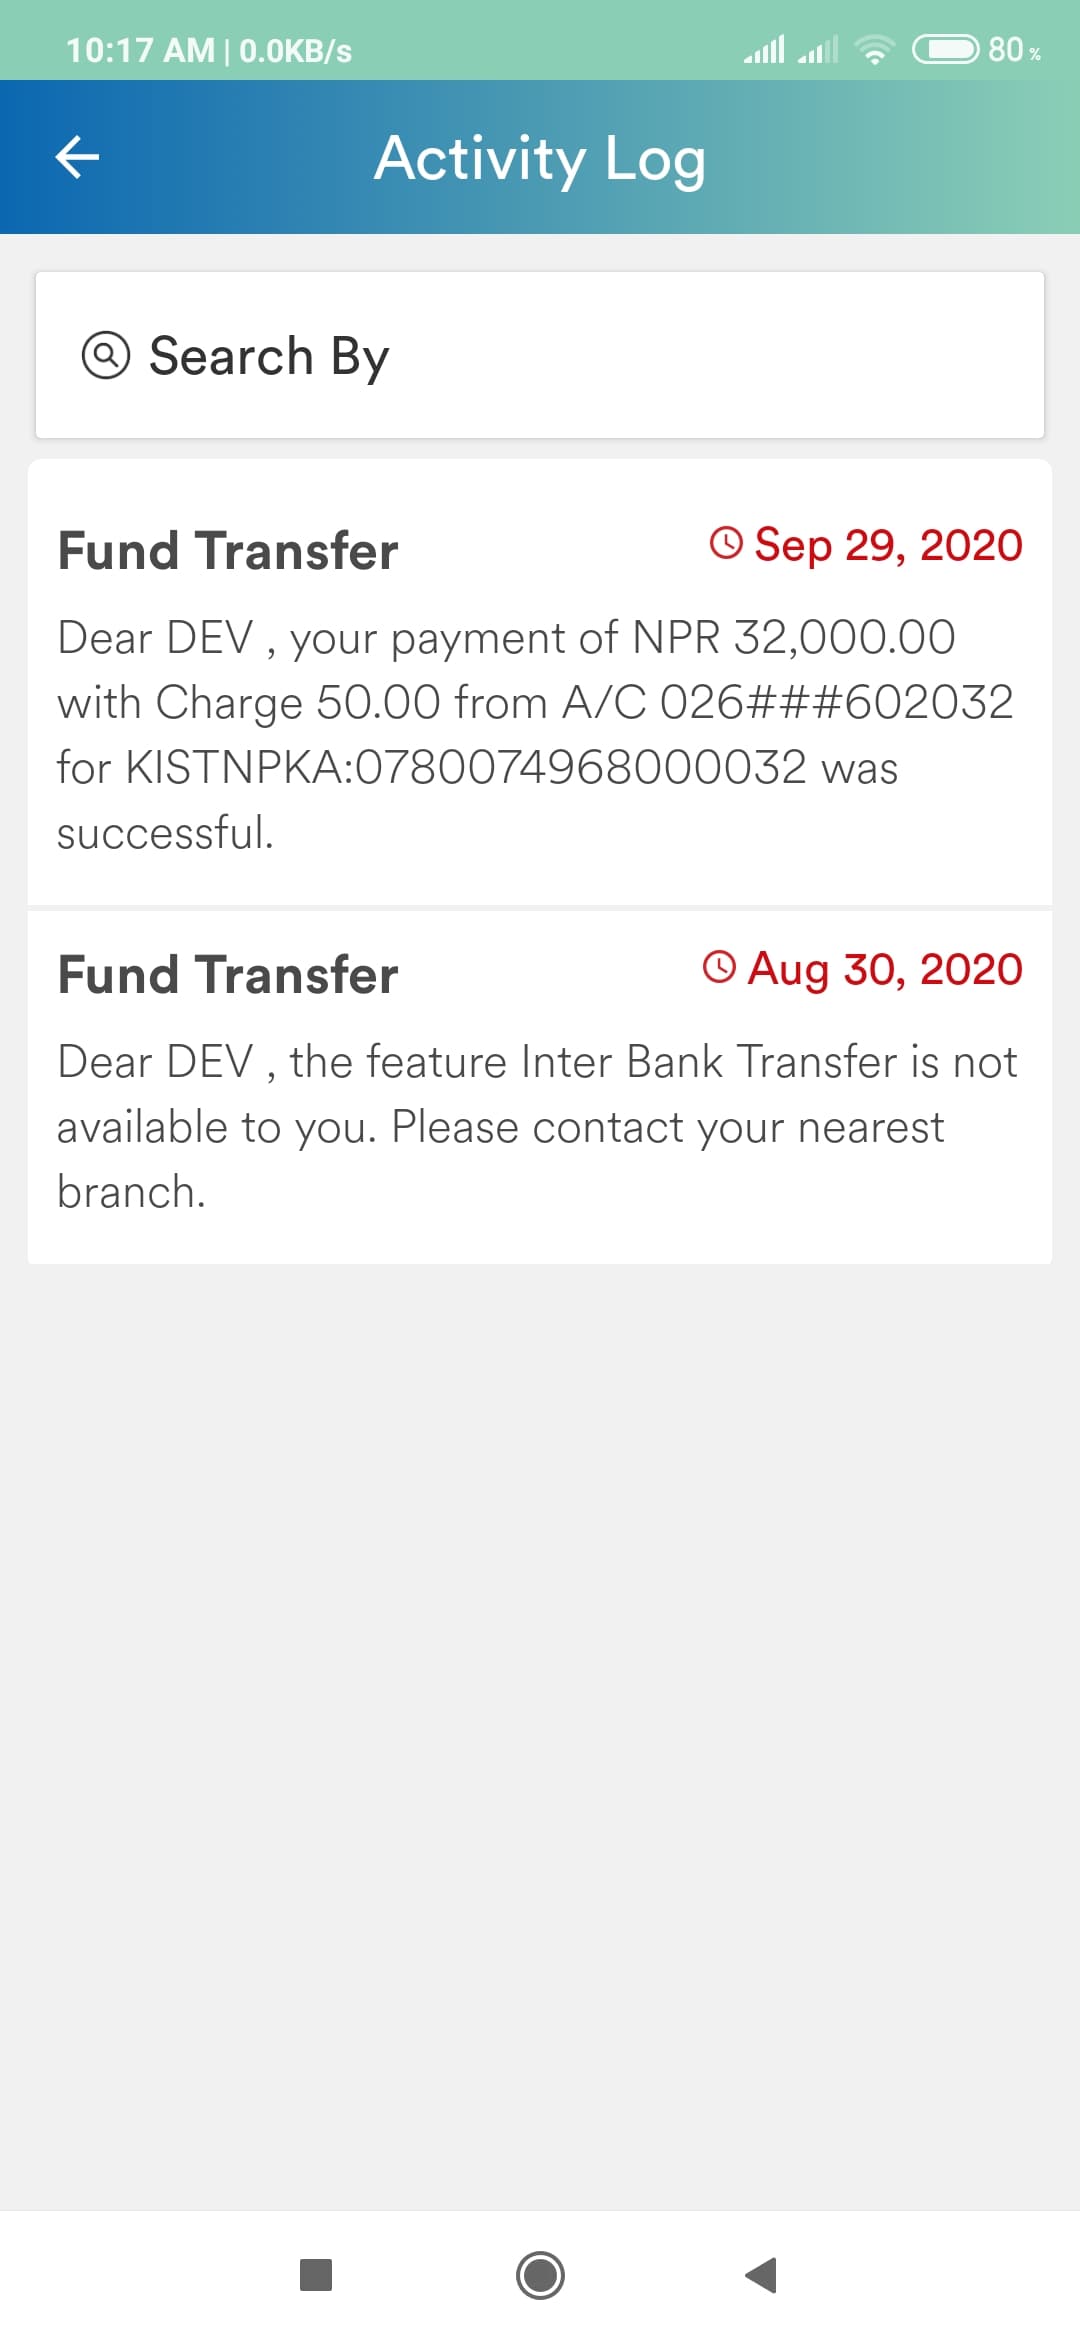 10:17 AM | 0.0KB/s
80 %
Activity Log
Search By
Fund Transfer
Sep 29, 2020
Dear DEV , your payment of NPR 32,000.00
with Charge 50.00 from A/C 026###602032
for KISTNPKA:0780074968000032 was
successful.
Fund Transfer
Aug 30, 2020
Dear DEV , the feature Inter Bank Transfer is not
available to you. Please contact your nearest
branch.